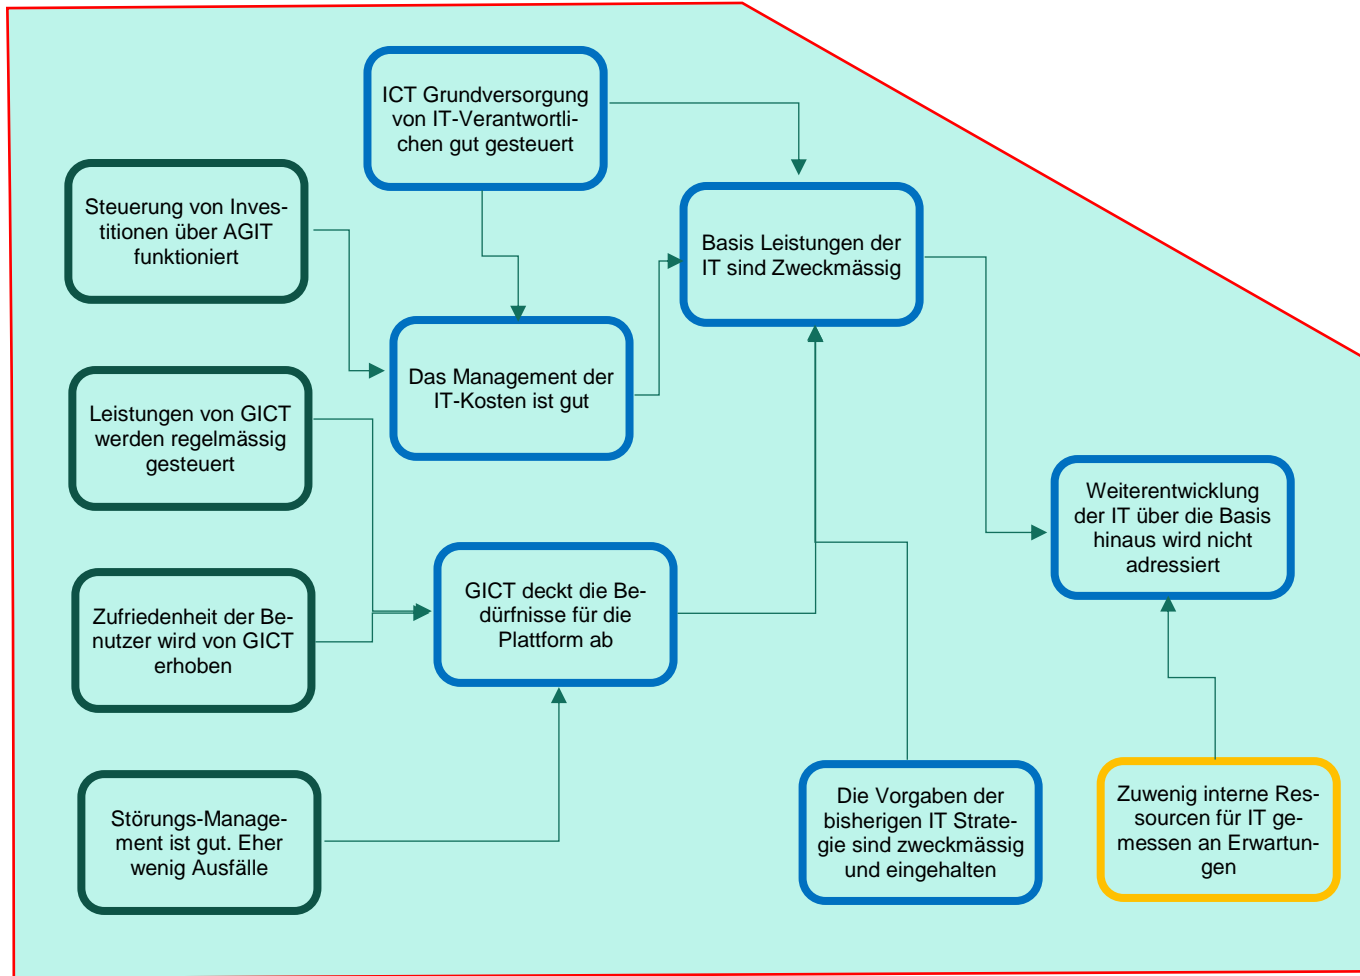 ICT Grundversorgung
von IT-Verantwortli-
chen gut gesteuert
Steuerung von Inves-
titionen über AGIT
funktioniert
Basis Leistungen der
IT sind Zweckmässig
Das Management der
IT-Kosten ist gut
Leistungen von GICT
werden regelmässig
gesteuert
Weiterentwicklung
der IT über die Basis
hinaus wird nicht
adressiert
Zufriedenheit der Be-
nutzer wird von GICT
erhoben
GICT deckt die Be-
dürfnisse für die
Plattform ab
Störungs-Manage-
ment ist gut. Eher
wenig Ausfälle
Die Vorgaben der
bisherigen IT Strate-
gie sind zweckmässig
und eingehalten
Zuwenig interne Res-
sourcen für IT ge-
messen an Erwartun-
gen